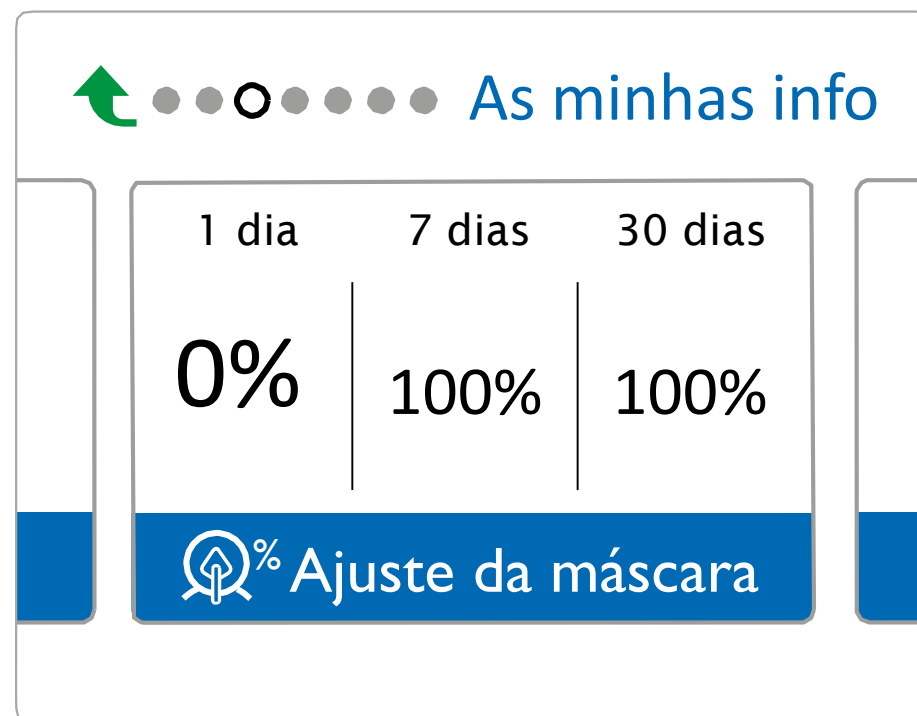 As minhas info
1 dia 7 dias 30 dias
0% 100% 100%
% Ajuste da máscara